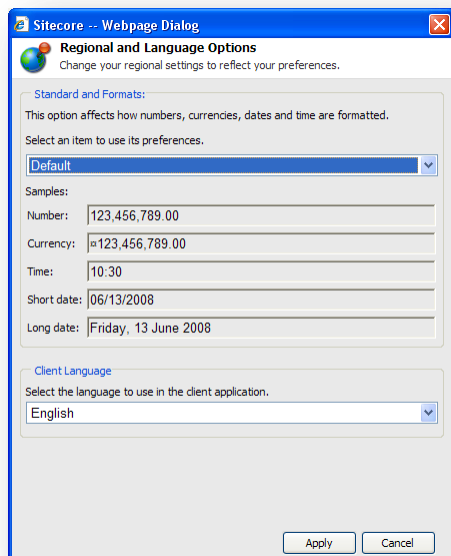 Sitecore -- Webpage Dialog
Regional and Language Options
Change your regional settings to reflect your preferences.
Standard and Formats:
This option affects how numbers, currencies, dates and time are formatted.
Select an item to use its preferences.
Default
Samples:
Number: 123,456,789.00
Currency: ¤123,456,789.00
Time: 10:30
Short date: 06/13/2008
Long date: Friday, 13 June 2008
Client Language
Select the language to use in the client application.
English
Apply Cancel